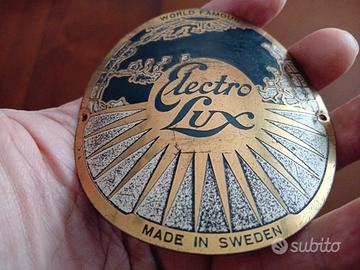 WORLD FAMOUS
Electro
Lux
MADE IN SWEDEN
subito